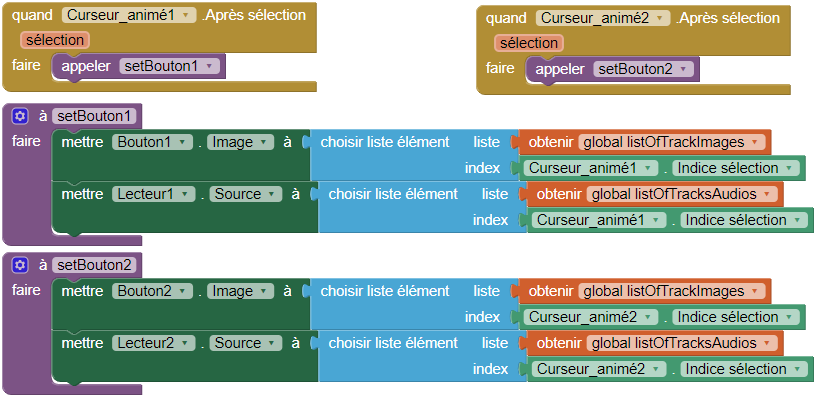 quand Curseur_animé1 .Après sélection
sélection
faire appeler setBouton1
quand Curseur_animé2 .Après sélection
sélection
faire appeler setBouton2
à setBouton1
faire mettre Bouton1 . Image à choisir liste élément liste obtenir global listOfTrackImages
index Curseur_animé1 . Indice sélection
mettre Lecteur1 . Source à choisir liste élément liste obtenir global listOfTracksAudios
index Curseur_animé1 . Indice sélection
à setBouton2
faire mettre Bouton2 . Image à choisir liste élément liste obtenir global listOfTrackImages
index Curseur_animé2 . Indice sélection
mettre Lecteur2 . Source à choisir liste élément liste obtenir global listOfTracksAudios
index Curseur_animé2 . Indice sélection